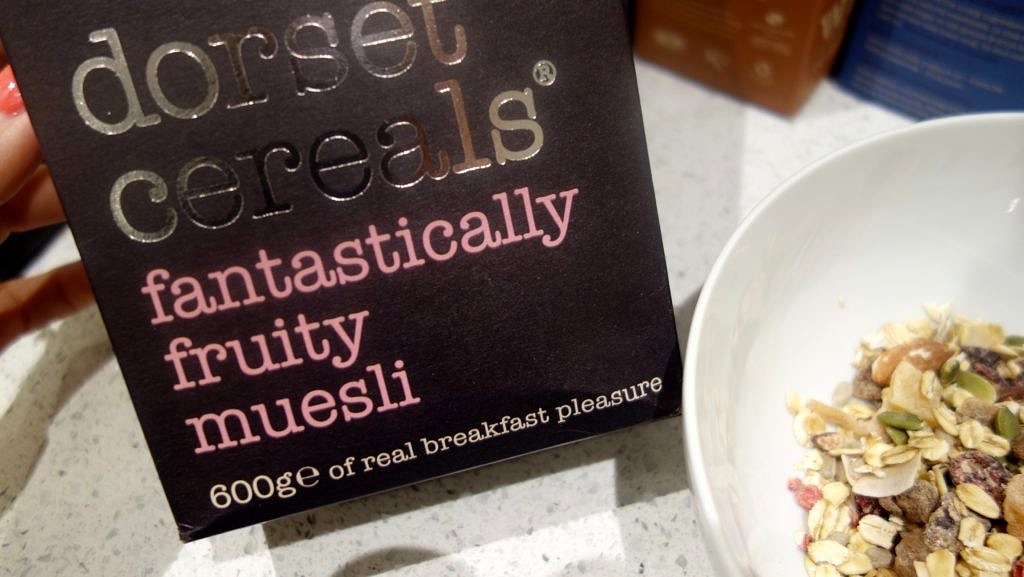 dorset
cereals®
fantastically
fruity
muesli
600g℮ of real breakfast pleasure